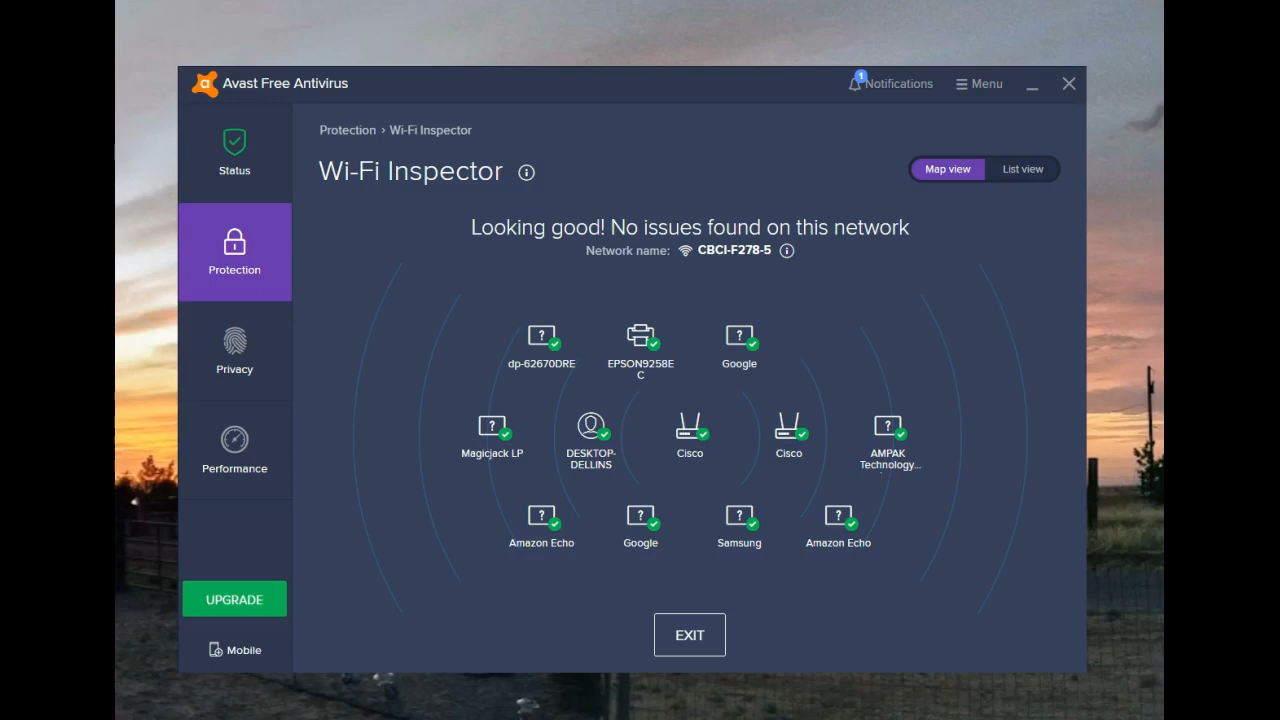 a Avast Free Antivirus
1
Notifications
Menu
Status
Protection
Privacy
Performance
UPGRADE
Mobile
Protection › Wi-Fi Inspector
Wi-Fi Inspector i
Map view
List view
Looking good! No issues found on this network
Network name: CBCI-F278-5 i
? ?
dp-62670DRE
EPSON9258E
C
Google
? ?
Magicjack LP
DESKTOP-
DELLINS
Cisco
Cisco
AMPAK
Technology...
? ? ? ?
Amazon Echo
Google
Samsung
Amazon Echo
EXIT